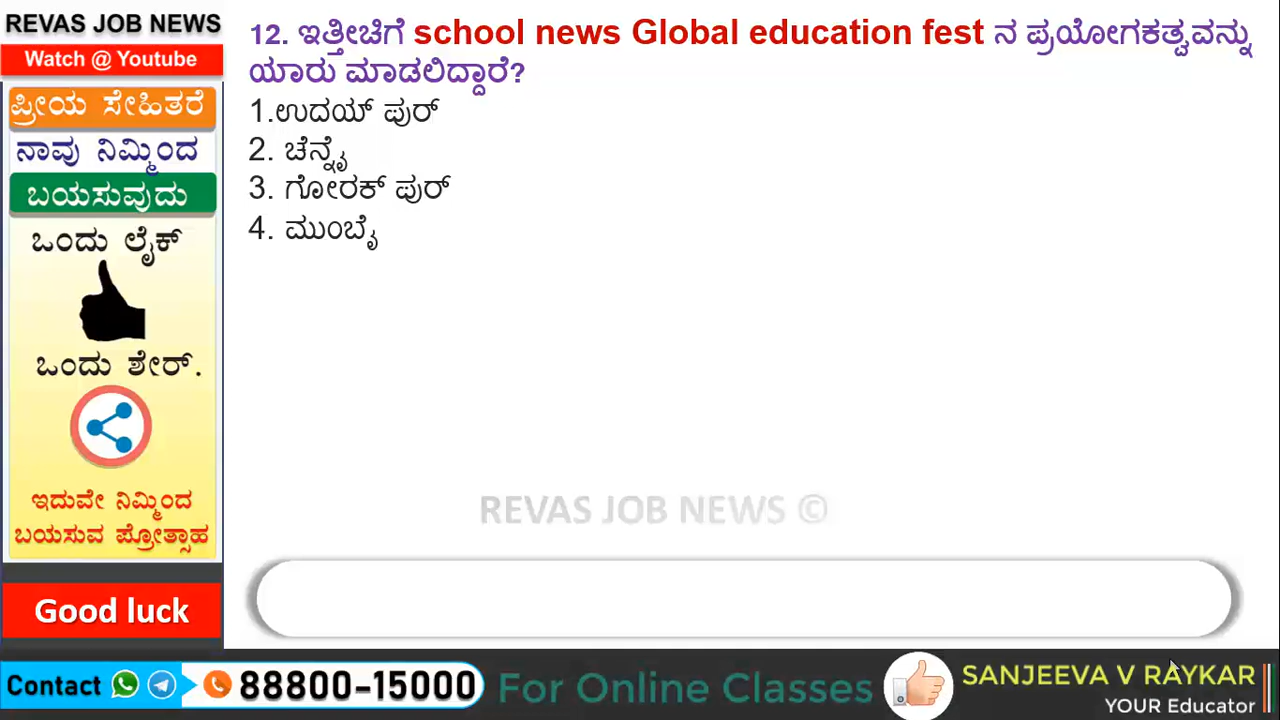 REVAS JOB NEWS
Watch @ Youtube
ಪ್ರೀಯ ಸೇಹಿತರೆ
ನಾವು ನಿಮ್ಮಿಂದ
ಬಯಸುವುದು
ಒಂದು ಲೈಕ್
ಒಂದು ಶೇರ್.
ಇದುವೇ ನಿಮ್ಮಿಂದ
ಬಯಸುವ ಪ್ರೋತ್ಸಾಹ
Good luck
12. ಇತ್ತೀಚಿಗೆ school news Global education fest ನ ಪ್ರಯೋಗಕತ್ವವನ್ನು
ಯಾರು ಮಾಡಲಿದ್ದಾರೆ?
1.ಉದಯ್ ಪುರ್
2. ಚೆನ್ನೈ
3. ಗೋರಕ್ ಪುರ್
4. ಮುಂಬೈ
REVAS JOB NEWS ©
Contact 88800-15000 For Online Classes
SANJEEVA V RAYKAR
YOUR Educator